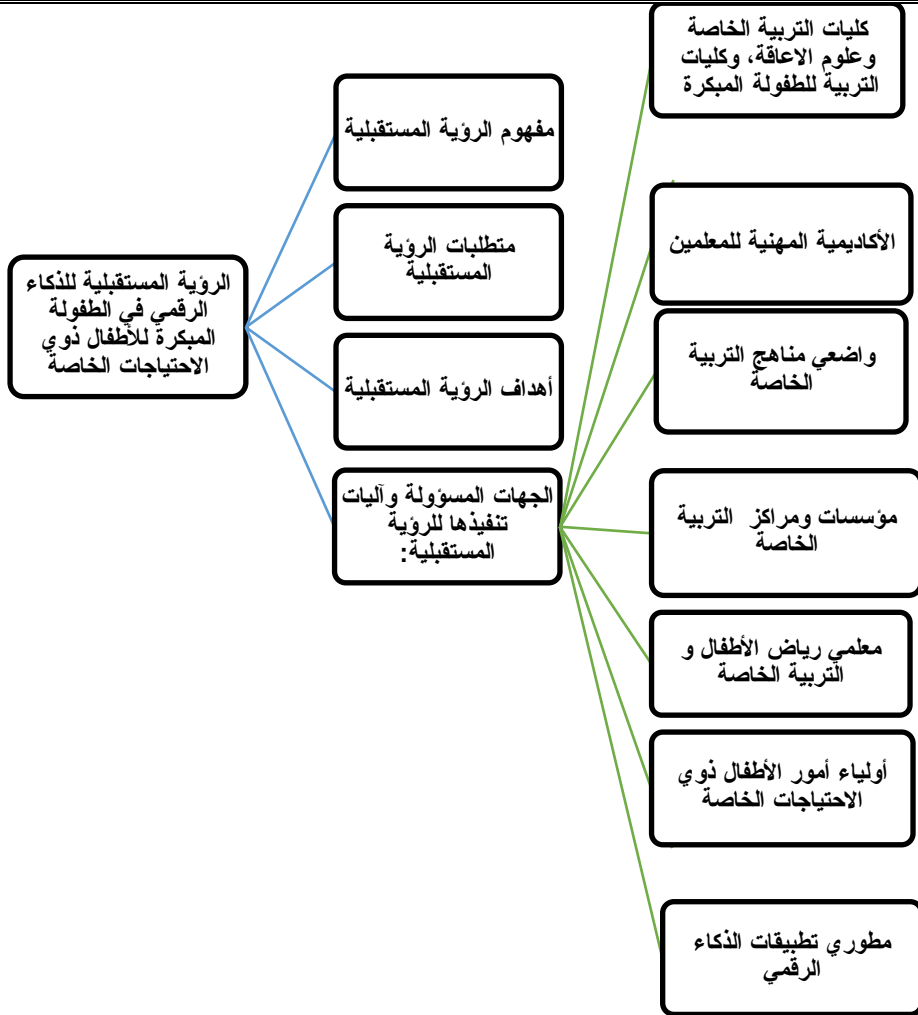 الرؤية المستقبلية للذكاء
الرقمي في الطفولة
المبكرة للأطفال ذوي
الاحتياجات الخاصة
مفهوم الرؤية المستقبلية
متطلبات الرؤية
المستقبلية
أهداف الرؤية المستقبلية
الجهات المسؤولة وآليات
تنفيذها للرؤية
المستقبلية:
كليات التربية الخاصة
وعلوم الاعاقة، وكليات
التربية للطفولة المبكرة
الأكاديمية المهنية للمعلمين
واضعي مناهج التربية
الخاصة
مؤسسات ومراكز التربية
الخاصة
معلمي رياض الأطفال و
التربية الخاصة
أولياء أمور الأطفال ذوي
الاحتياجات الخاصة
مطوري تطبيقات الذكاء
الرقمي